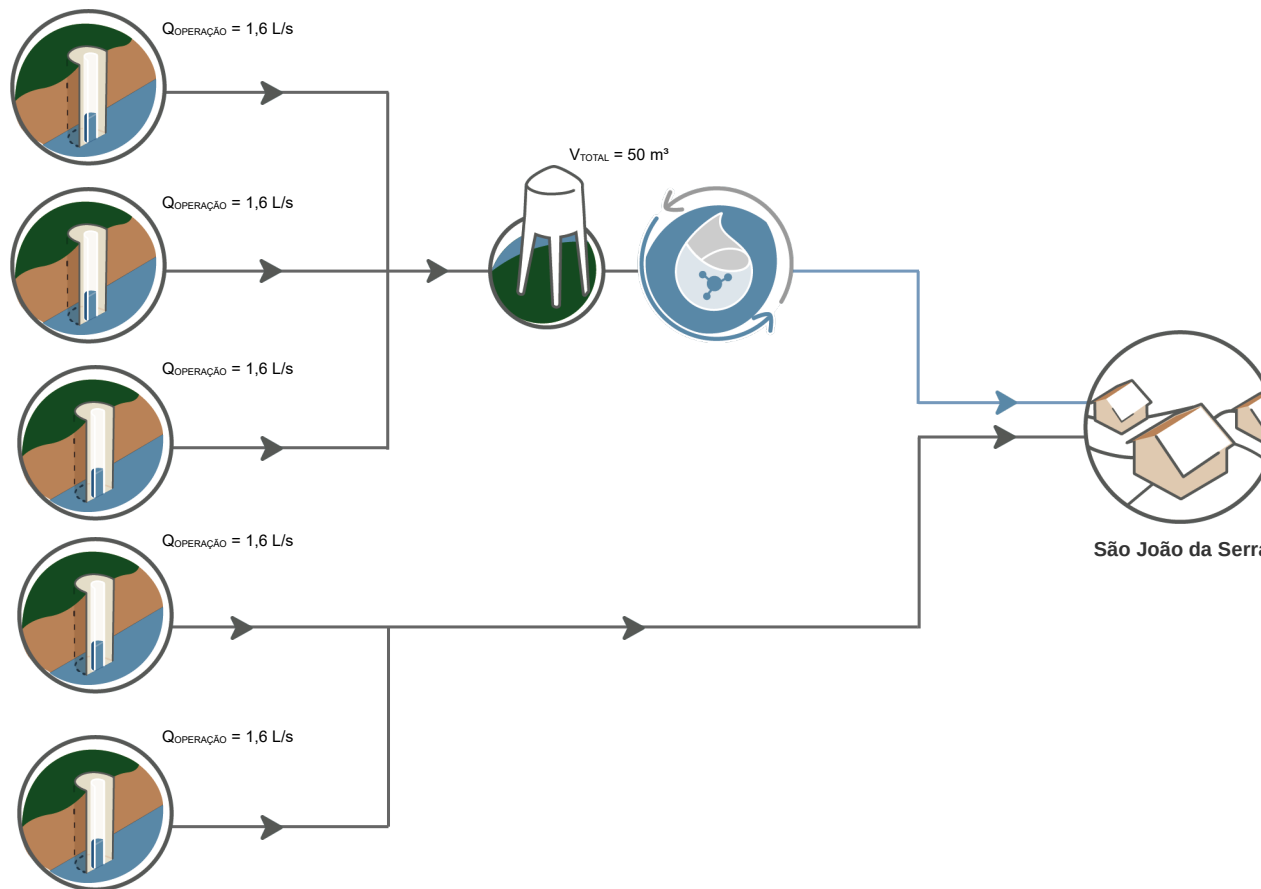 QOPERAÇÃO = 1,6 L/s
VTOTAL = 50 m³
QOPERAÇÃO = 1,6 L/s
QOPERAÇÃO = 1,6 L/s
QOPERAÇÃO = 1,6 L/s
São João da Serra
QOPERAÇÃO = 1,6 L/s